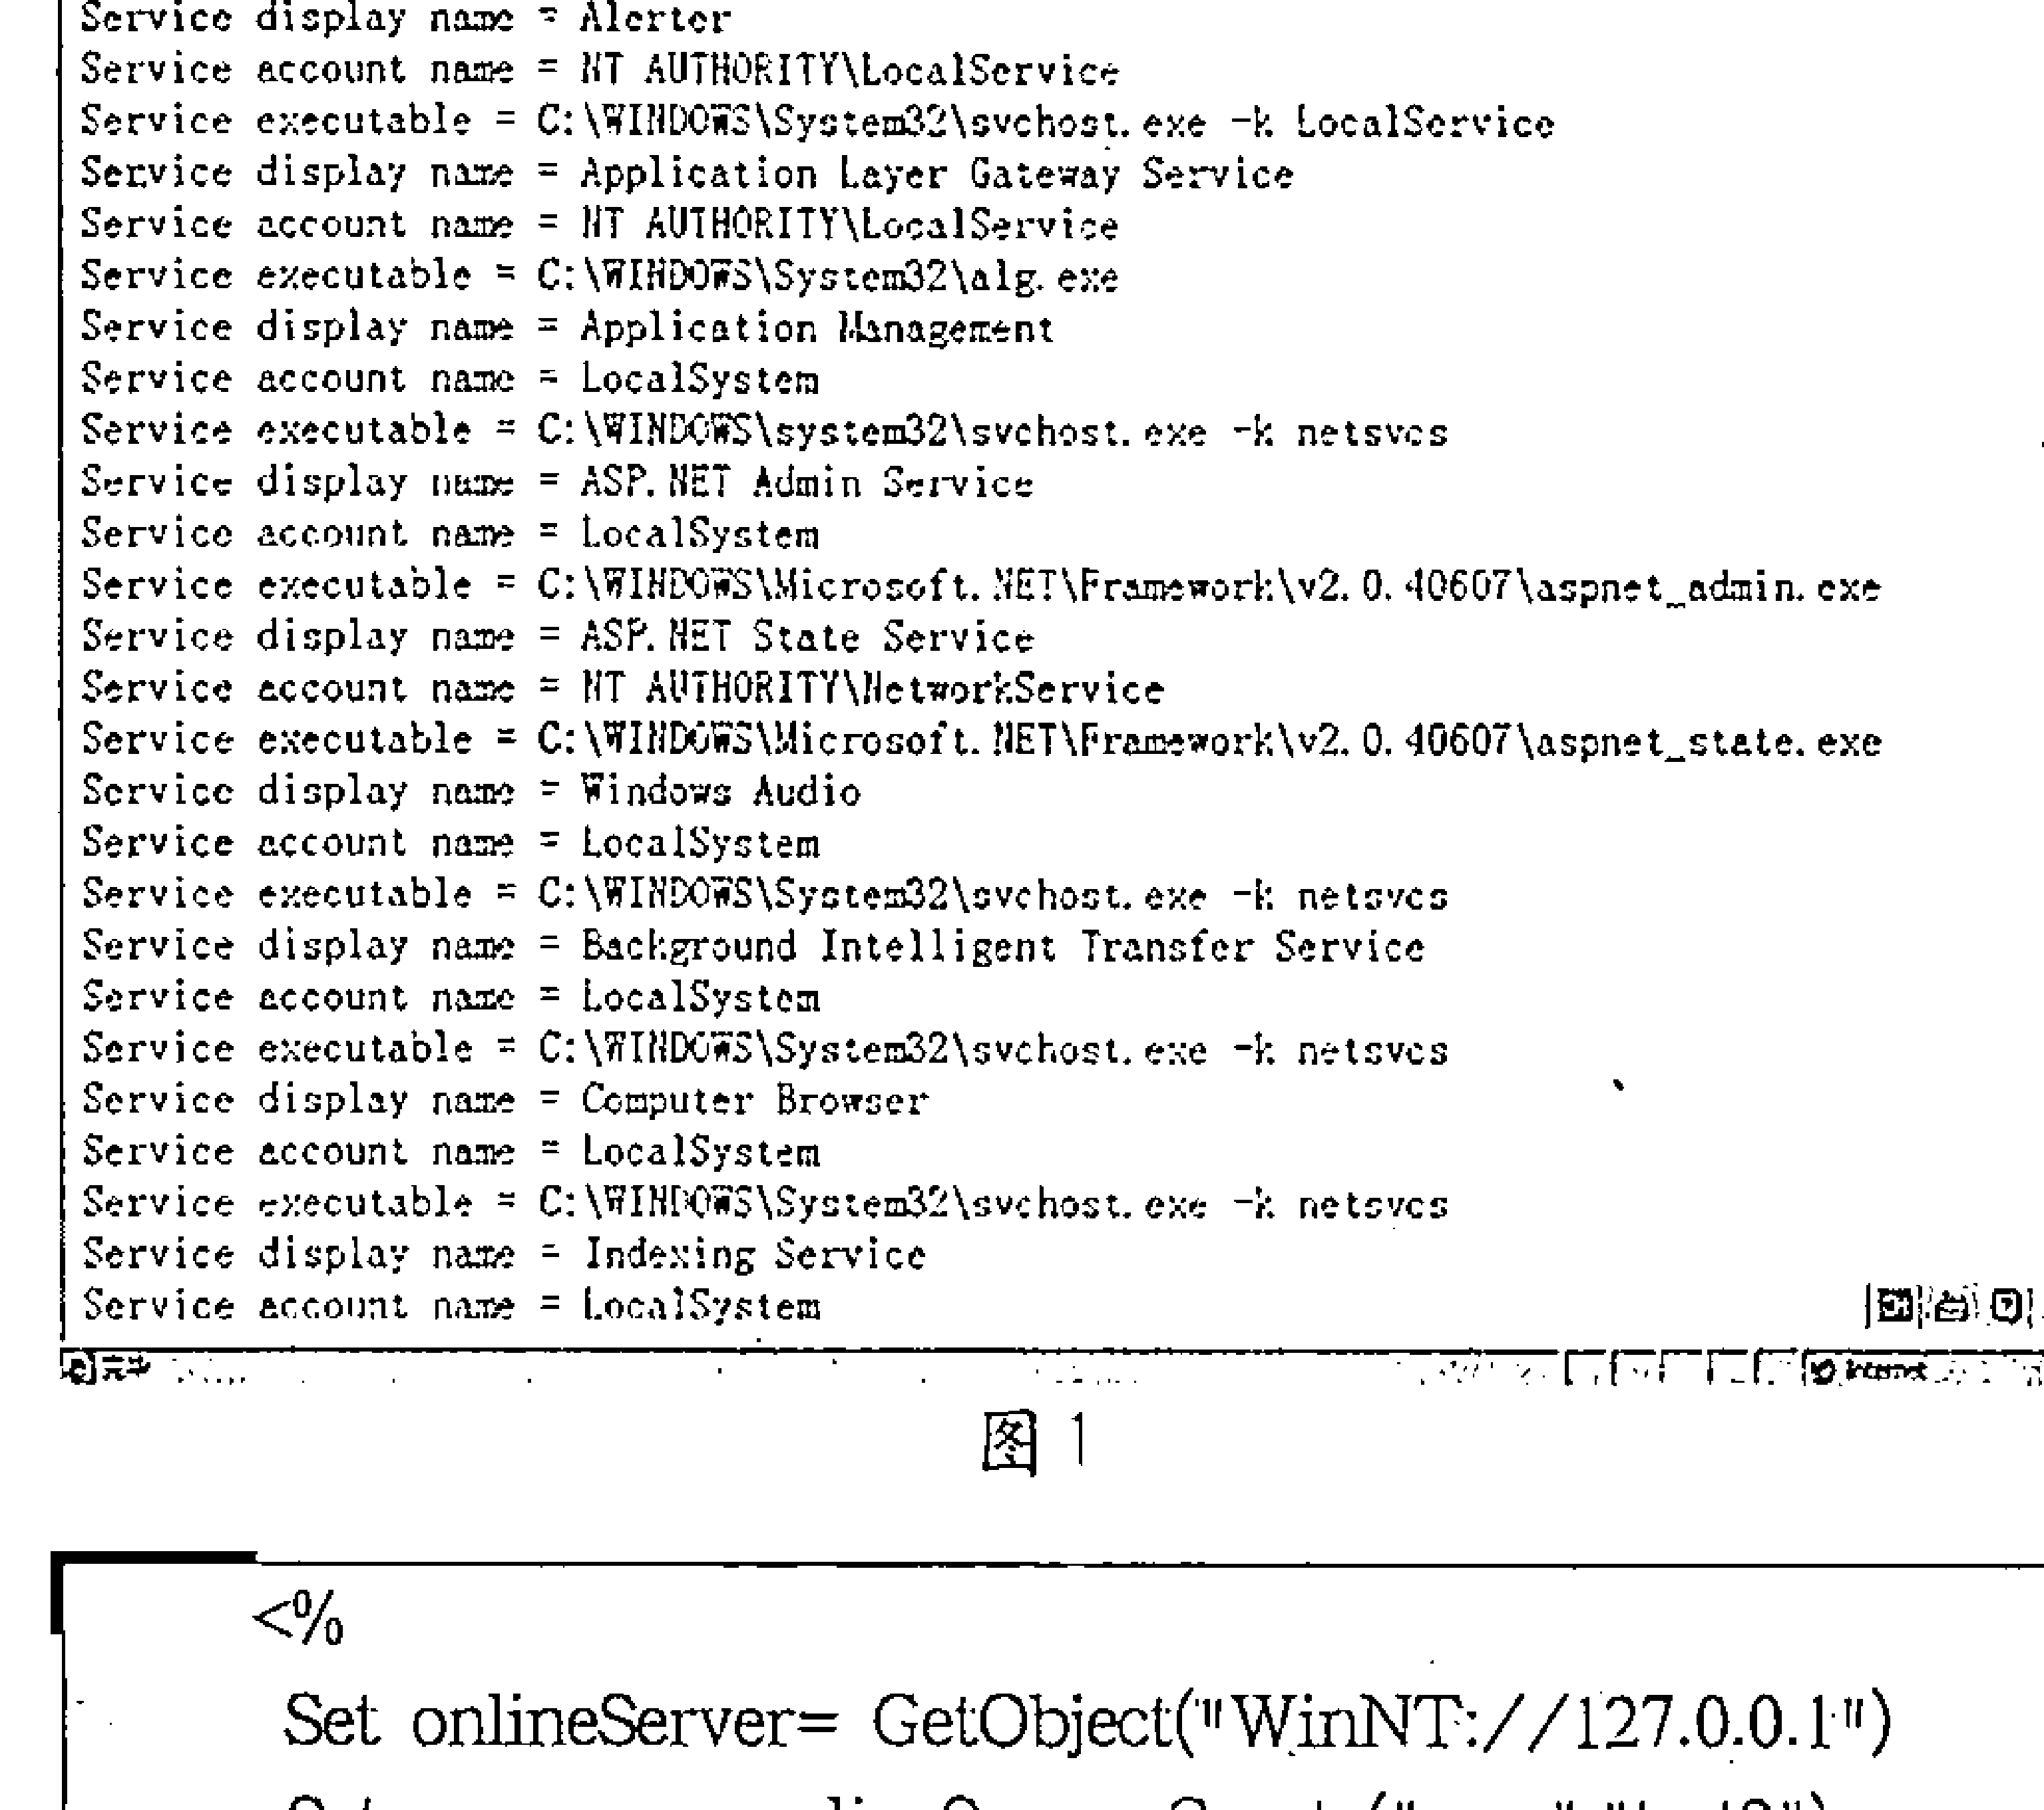 Service display name = Alerter
Service account name = NT AUTHORITY\LocalService
Service executable = C:\WINDOWS\System32\svchost.exe -k LocalService
Service display name = Application Layer Gateway Service
Service account name = NT AUTHORITY\LocalService
Service executable = C:\WINDOWS\System32\alg.exe
Service display name = Application Management
Service account name = LocalSystem
Service executable = C:\WINDOWS\system32\svchost.exe -k netsvcs
Service display name = ASP.NET Admin Service
Service account name = LocalSystem
Service executable = C:\WINDOWS\Microsoft.NET\Framework\v2.0.40607\aspnet_admin.exe
Service display name = ASP.NET State Service
Service account name = NT AUTHORITY\NetworkService
Service executable = C:\WINDOWS\Microsoft.NET\Framework\v2.0.40607\aspnet_state.exe
Service display name = Windows Audio
Service account name = LocalSystem
Service executable = C:\WINDOWS\System32\svchost.exe -k netsvcs
Service display name = Background Intelligent Transfer Service
Service account name = LocalSystem
Service executable = C:\WINDOWS\System32\svchost.exe -k netsvcs
Service display name = Computer Browser
Service account name = LocalSystem
Service executable = C:\WINDOWS\System32\svchost.exe -k netsvcs
Service display name = Indexing Service
Service account name = LocalSystem
Internet
图 1
<%
Set onlineServer= GetObject("WinNT://127.0.0.1")